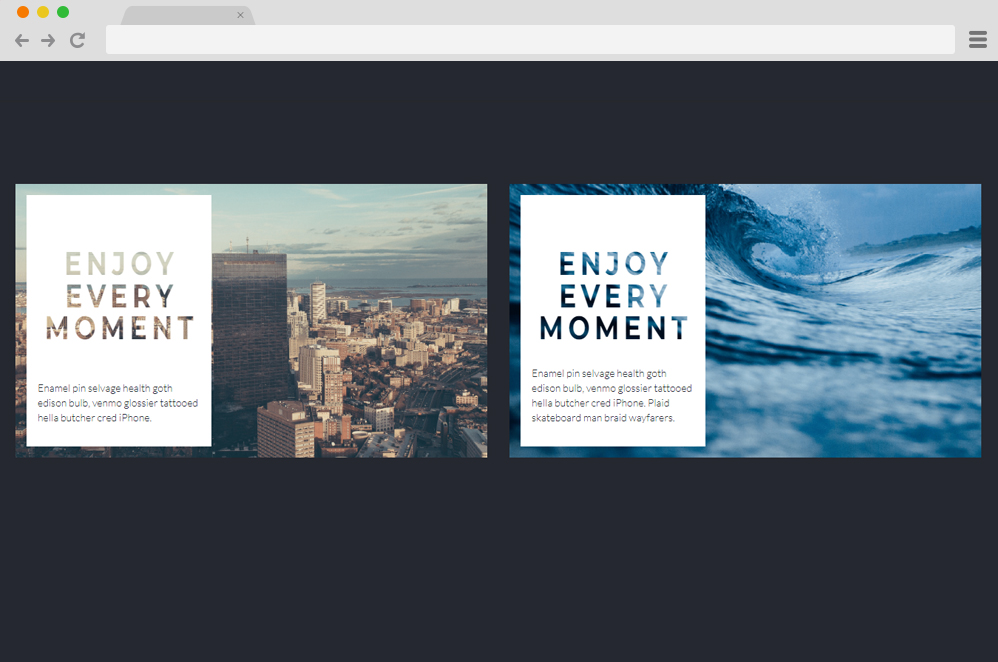 ENJOY
EVERY
MOMENT
Enamel pin selvage health goth
edison bulb, venmo glossier tattooed
hella butcher cred iPhone.
ENJOY
EVERY
MOMENT
Enamel pin selvage health goth
edison bulb, venmo glossier tattooed
hella butcher cred iPhone. Plaid
skateboard man braid wayfarers.